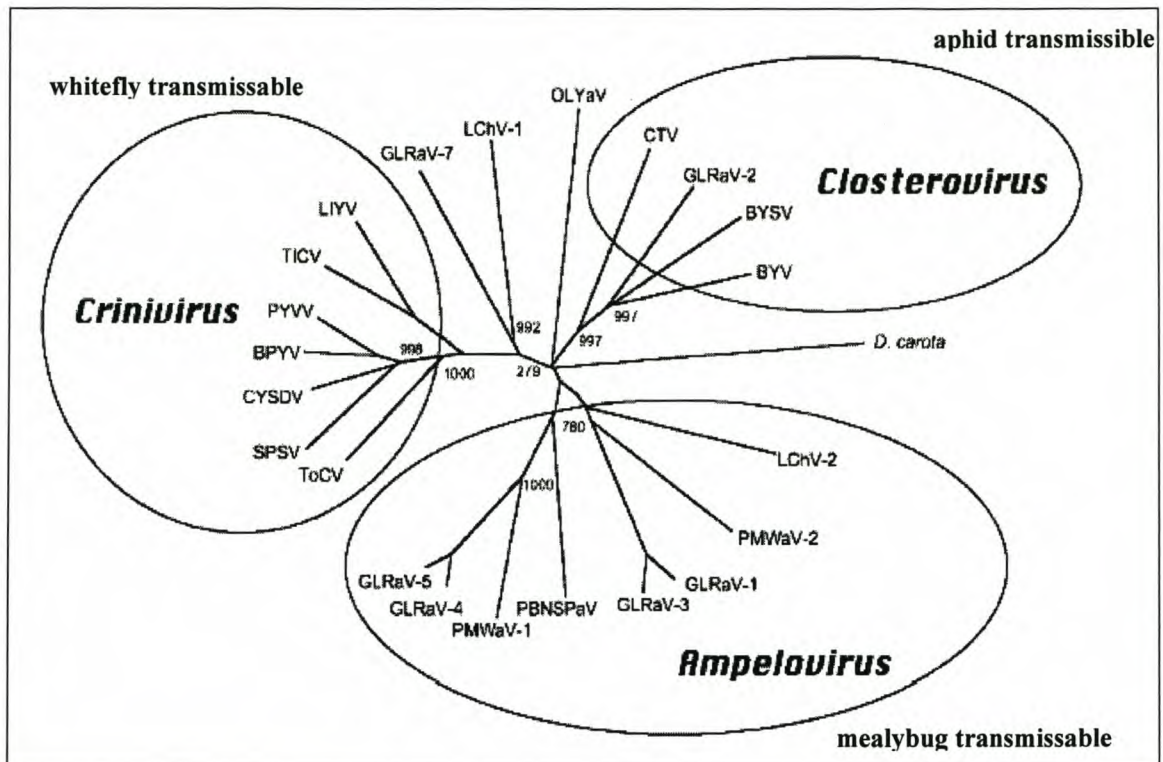 aphid transmissible
whitefly transmissable
OLYaV
LChV-1
CTV
GLRaV-7
GLRaV-2
Closterovirus
LIYV
BYSV
TICV
BYV
PYVV
Crinivirus
997
992
998
997
D. carota
BPYV
1000
279
CYSDV
780
SPSV
LChV-2
ToCV
1000
PMWaV-2
GLRaV-5
GLRaV-1
GLRaV-4
PBNSPaV
GLRaV-3
PMWaV-1
Ampelovirus
mealybug transmissable